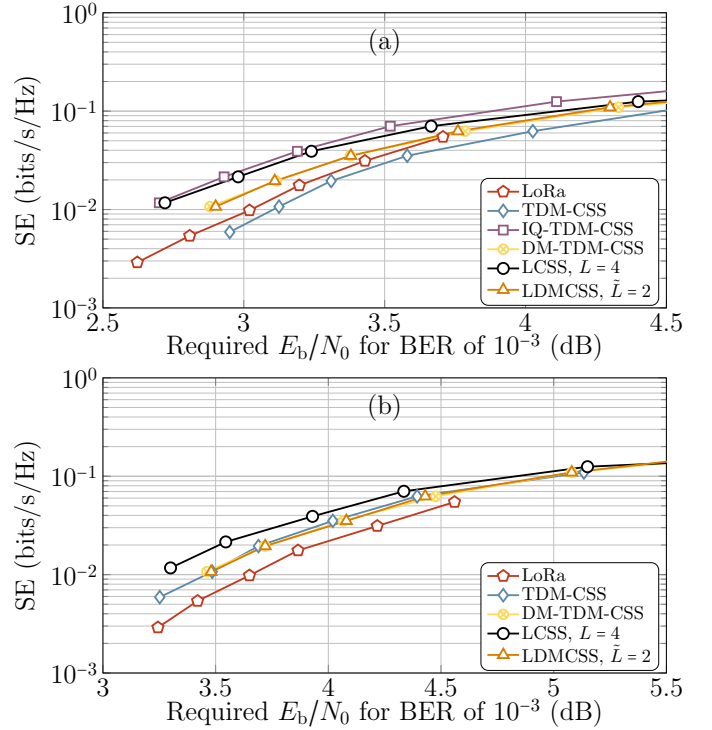 (a)
SE (bits/s/Hz)
10⁰
10⁻¹
10⁻²
10⁻³
LoRa
TDM-CSS
IQ-TDM-CSS
DM-TDM-CSS
LCSS, L = 4
LDMCSS, L̃ = 2
2.5 3 3.5 4 4.5
Required E_b/N_0 for BER of 10⁻³ (dB)
(b)
SE (bits/s/Hz)
10⁰
10⁻¹
10⁻²
10⁻³
LoRa
TDM-CSS
DM-TDM-CSS
LCSS, L = 4
LDMCSS, L̃ = 2
3 3.5 4 4.5 5 5.5
Required E_b/N_0 for BER of 10⁻³ (dB)